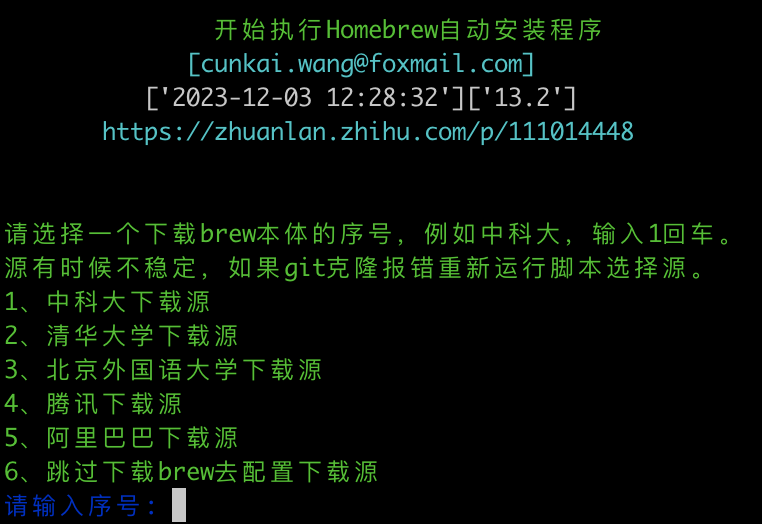 开始执行Homebrew自动安装程序
[cunkai.wang@foxmail.com]
['2023-12-03 12:28:32']['13.2']
https://zhuanlan.zhihu.com/p/111014448
请选择一个下载brew本体的序号，例如中科大，输入1回车。
源有时候不稳定，如果git克隆报错重新运行脚本选择源。
1、中科大下载源
2、清华大学下载源
3、北京外国语大学下载源
4、腾讯下载源
5、阿里巴巴下载源
6、跳过下载brew去配置下载源
请输入序号：